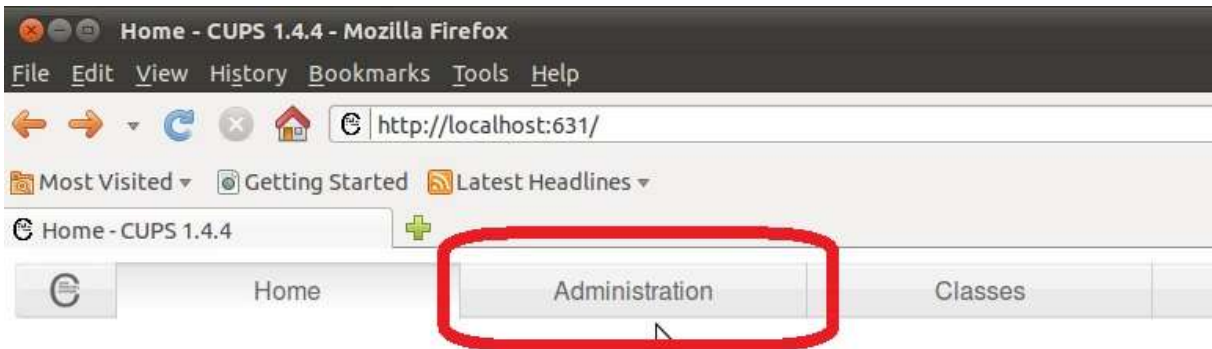 Home - CUPS 1.4.4 - Mozilla Firefox
File Edit View History Bookmarks Tools Help
http://localhost:631/
Most Visited Getting Started Latest Headlines
Home - CUPS 1.4.4
Home Administration Classes